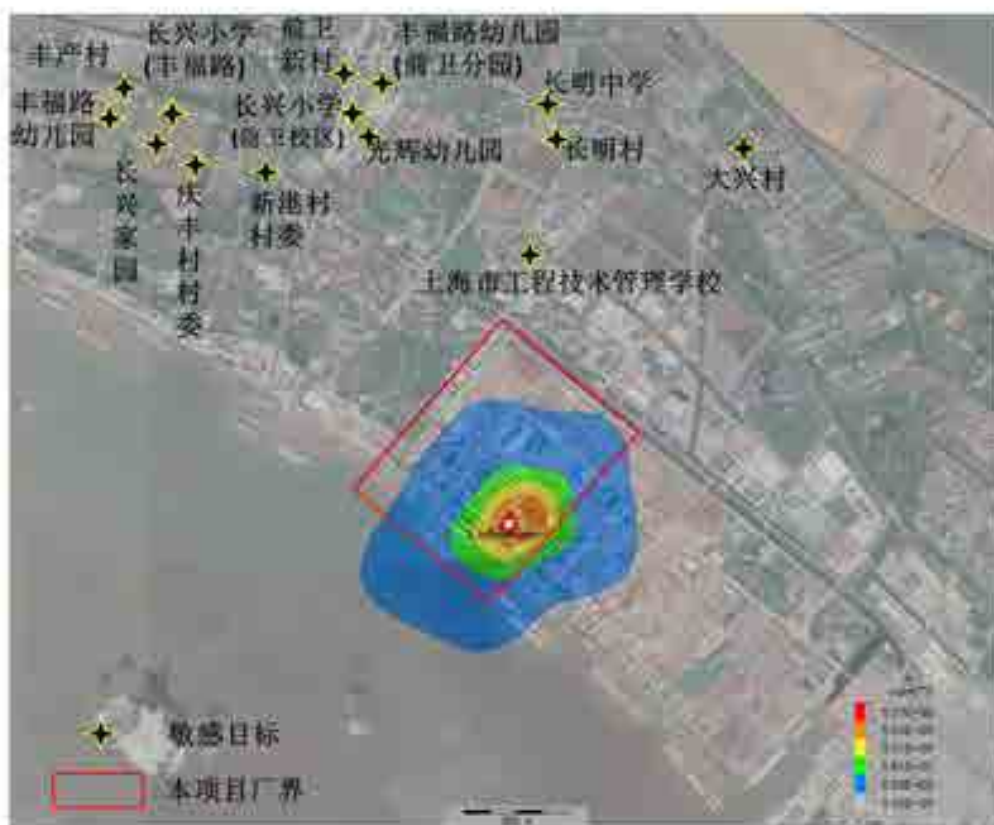 丰产村
长兴小学
(丰福路)
前卫
新村
丰福路幼儿园
(前卫分园)
长明中学
丰福路
幼儿园
长兴小学
(前卫校区)
光辉幼儿园
长明村
大兴村
长兴家园
庆丰村村委
新港村
村委
上海市工程技术管理学校
敏感目标
本项目厂界